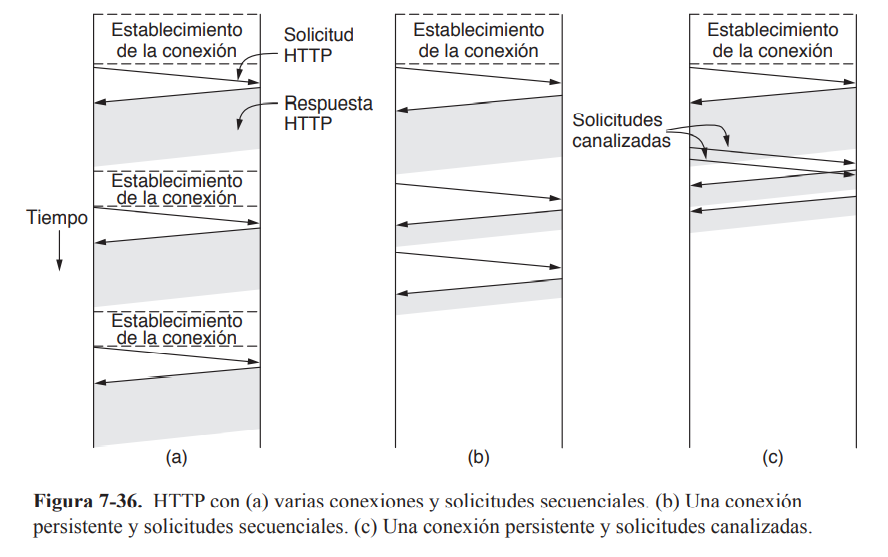 Establecimiento
de la conexión
Solicitud
HTTP
Respuesta
HTTP
Establecimiento
de la conexión
Tiempo
Establecimiento
de la conexión
(a)
Establecimiento
de la conexión
(b)
Establecimiento
de la conexión
Solicitudes
canalizadas
(c)
Figura 7-36. HTTP con (a) varias conexiones y solicitudes secuenciales. (b) Una conexión
persistente y solicitudes secuenciales. (c) Una conexión persistente y solicitudes canalizadas.